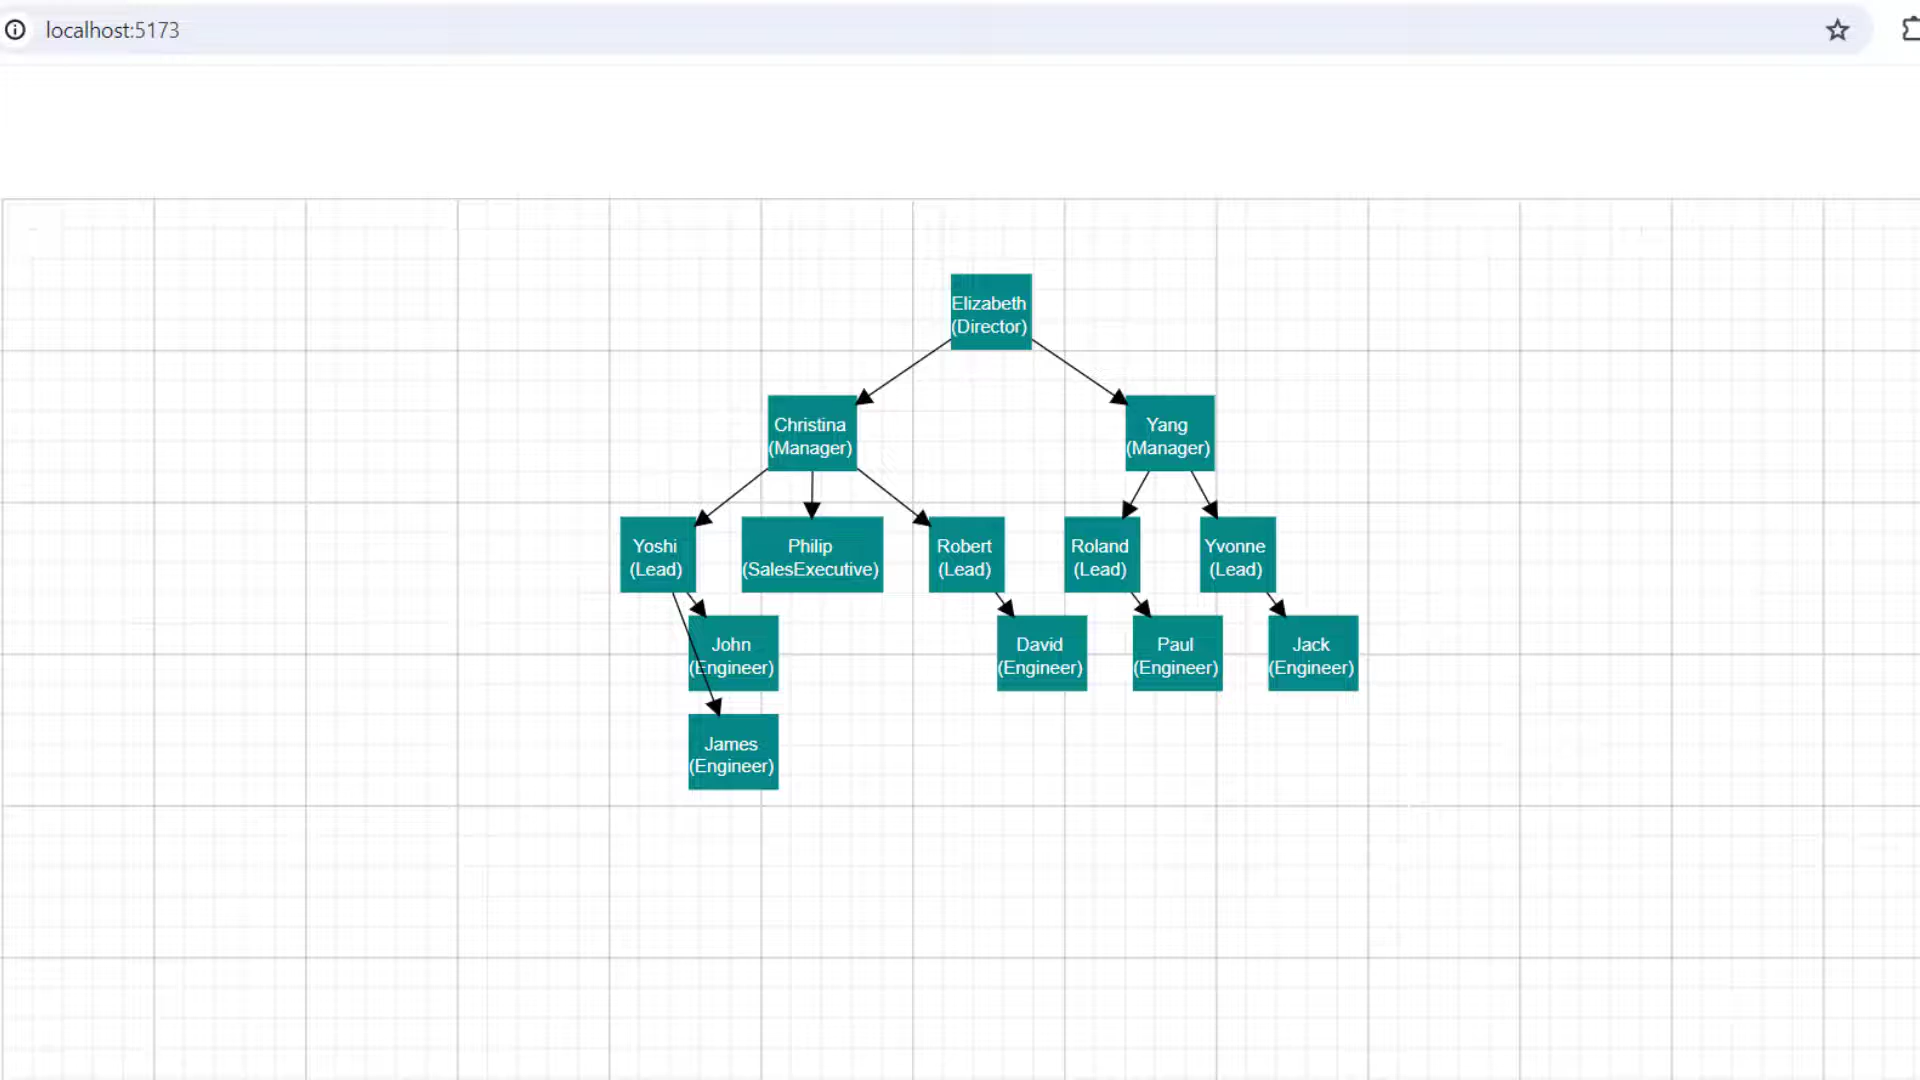 localhost:5173
Elizabeth
(Director)
Christina
(Manager)
Yang
(Manager)
Yoshi
(Lead)
Philip
(SalesExecutive)
Robert
(Lead)
Roland
(Lead)
Yvonne
(Lead)
John
(Engineer)
David
(Engineer)
Paul
(Engineer)
Jack
(Engineer)
James
(Engineer)